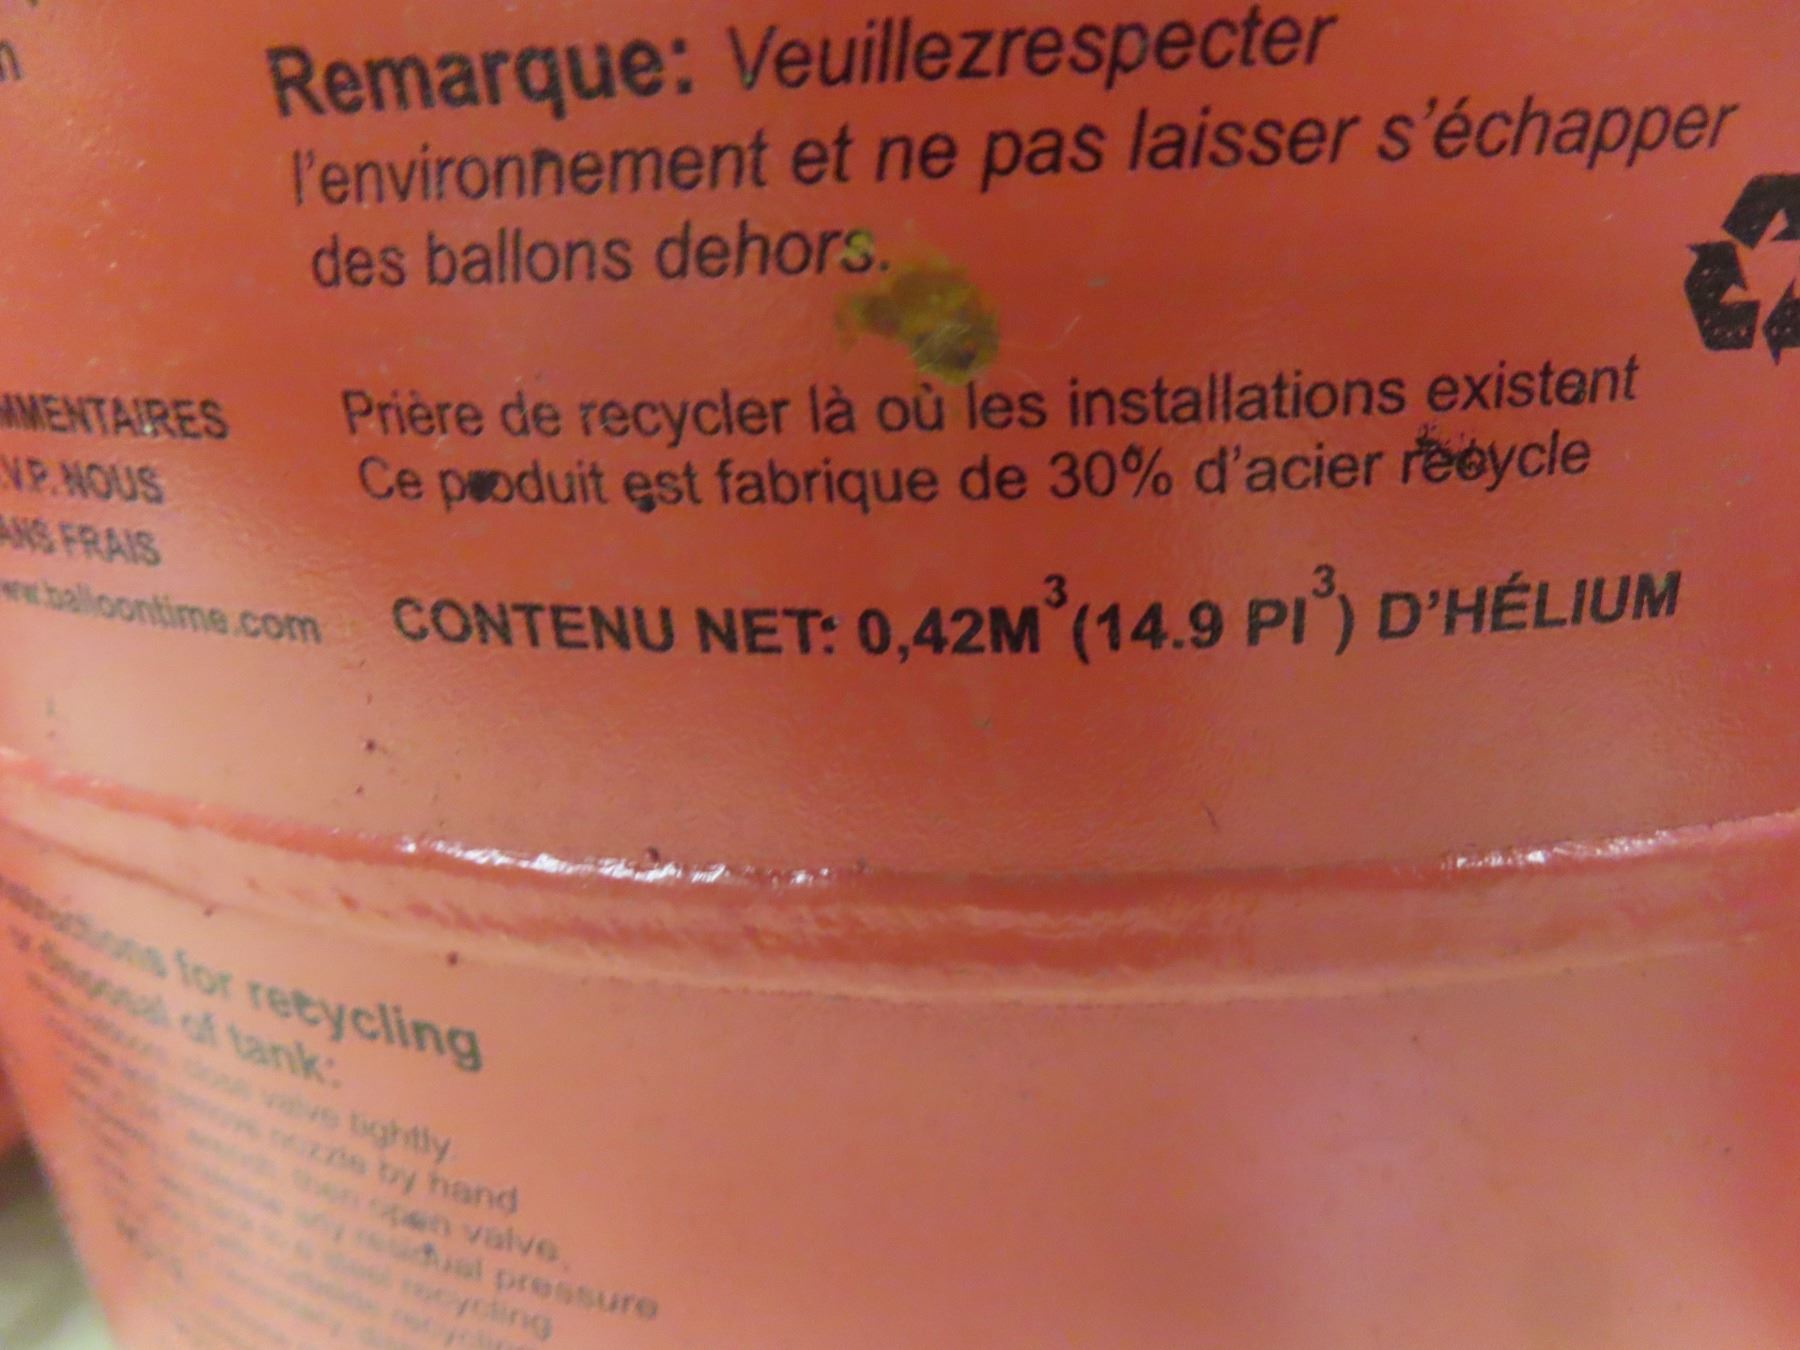 Remarque: Veuillezrespecter
l'environnement et ne pas laisser s'échapper
des ballons dehors.
MMENTAIRES
V.P. NOUS
ANS FRAIS
www.balloontime.com
Prière de recycler là où les installations existent
Ce produit est fabrique de 30% d'acier recycle
CONTENU NET: 0,42M³(14.9 PI³) D'HÉLIUM
for recycling
disposal of tank:
close valve tightly
remove nozzle by hand
then open valve.
any residual pressure
steel recycling